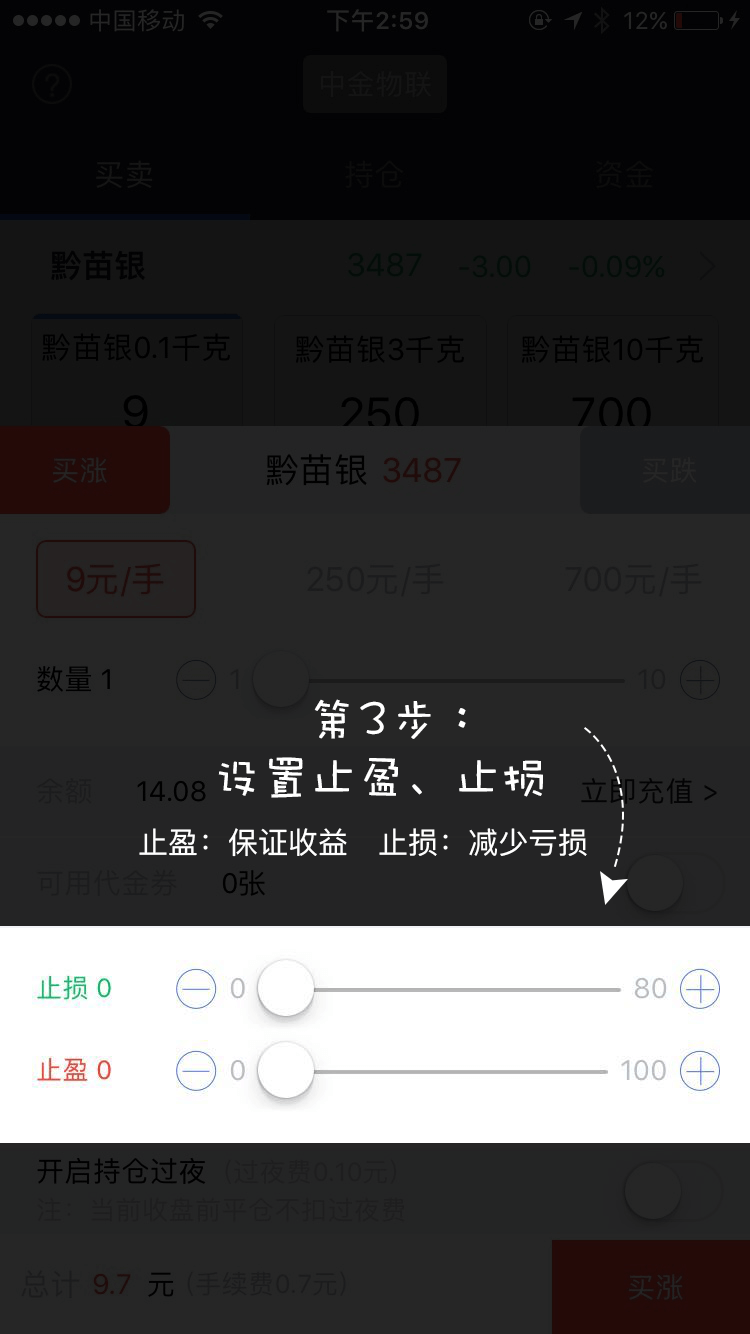 中国移动 下午2:59 12%
?
中金物联
买卖 持仓 资金
黔苗银 3487 -3.00 -0.09%
黔苗银0.1千克 黔苗银3千克 黔苗银10千克
9 250 700
买涨 黔苗银 3487 买跌
9元/手 250元/手 700元/手
数量 1 1 10
第3步：
设置止盈、止损
余额 14.08 立即充值 >
止盈：保证收益 止损：减少亏损
可用代金券 0张
止损 0 0 80
止盈 0 0 100
开启持仓过夜 (过夜费0.10元)
注：当前收盘前平仓不扣过夜费
总计 9.7 元 (手续费0.7元) 买涨